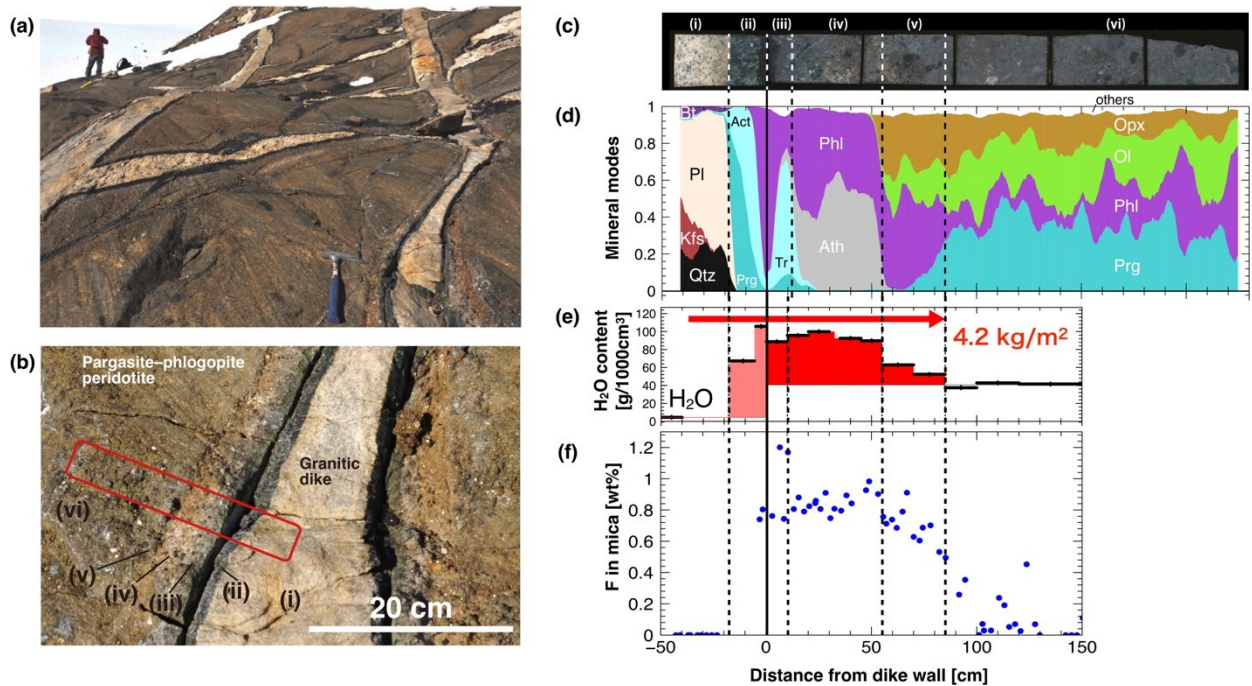 (a)
(b)
Pargasite–phlogopite
peridotite
Granitic
dike
(vi)
(v)
(iv)
(iii)
(ii)
(i)
20 cm
(c)
(i)
(ii)
(iii)
(iv)
(v)
(vi)
(d)
Mineral modes
1
0.8
0.6
0.4
0.2
0
Bt
Act
Pl
Kfs
Qtz
Prg
Tr
Phl
Ath
others
Opx
Ol
Phl
Prg
(e)
H₂O content
[g/1000cm³]
120
100
80
60
40
20
0
H₂O
4.2 kg/m²
(f)
F in mica [wt%]
1.2
0.8
0.6
0.4
0.2
0
-50
0
50
100
150
Distance from dike wall [cm]